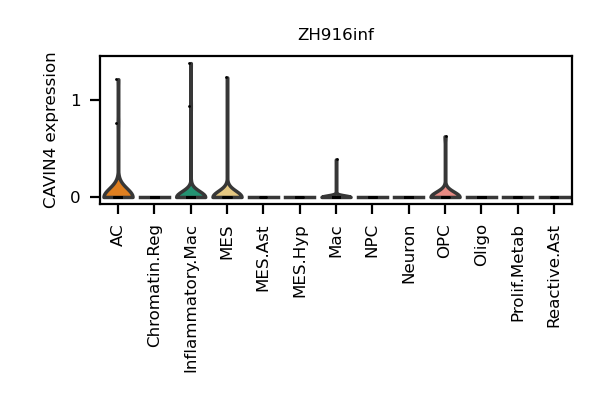 ZH916inf
CAVIN4 expression
1
0
AC
Chromatin.Reg
Inflammatory.Mac
MES
MES.Ast
MES.Hyp
Mac
NPC
Neuron
OPC
Oligo
Prolif.Metab
Reactive.Ast